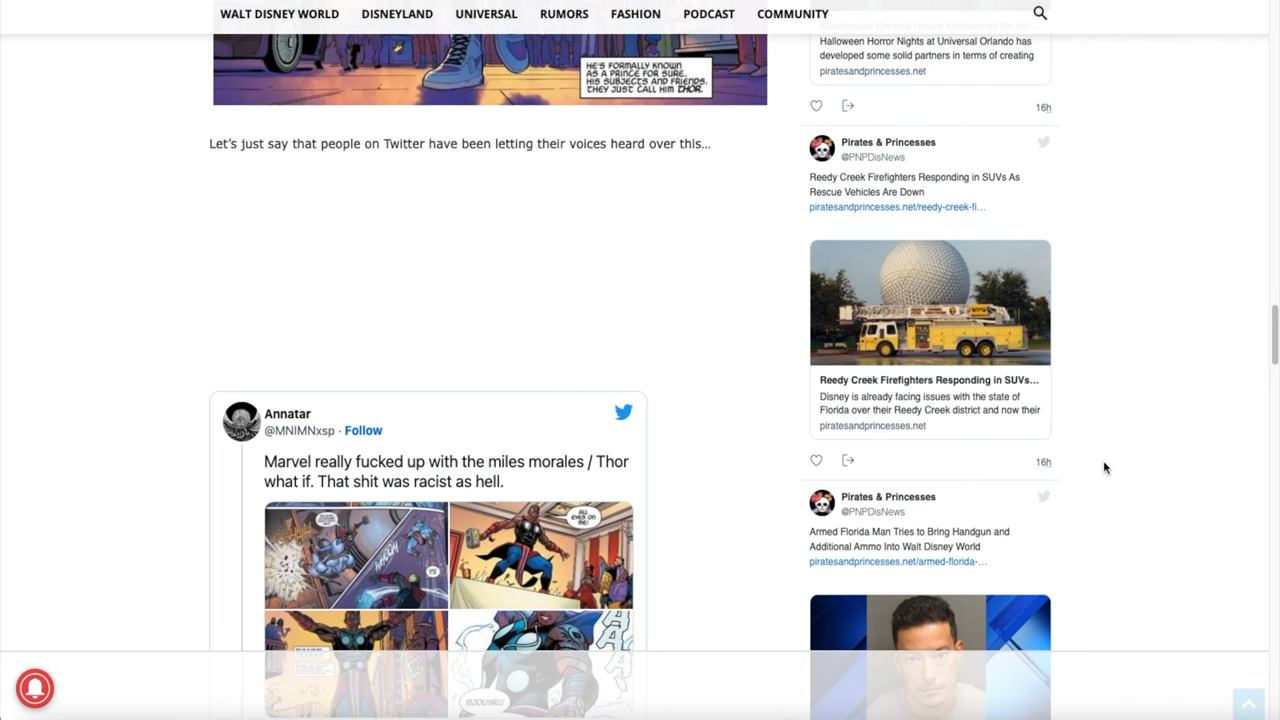 WALT DISNEY WORLD DISNEYLAND UNIVERSAL RUMORS FASHION PODCAST COMMUNITY
HE'S FORMALLY KNOWN
AS A PRINCE FOR SURE.
HIS SUBJECTS AND FRIENDS,
THEY JUST CALL HIM THOR.
Let's just say that people on Twitter have been letting their voices heard over this...
Annatar
@MNIMNxsp · Follow
Marvel really fucked up with the miles morales / Thor
what if. That shit was racist as hell.
WHOOM
ALL
EYES ON
ME!
Halloween Horror Nights at Universal Orlando has
developed some solid partners in terms of creating
piratesandprincesses.net
16h
Pirates & Princesses
@PNPDisNews
Reedy Creek Firefighters Responding in SUVs As
Rescue Vehicles Are Down
piratesandprincesses.net/reedy-creek-fi...
Reedy Creek Firefighters Responding in SUVs...
Disney is already facing issues with the state of
Florida over their Reedy Creek district and now their
piratesandprincesses.net
16h
Pirates & Princesses
@PNPDisNews
Armed Florida Man Tries to Bring Handgun and
Additional Ammo Into Walt Disney World
piratesandprincesses.net/armed-florida-...